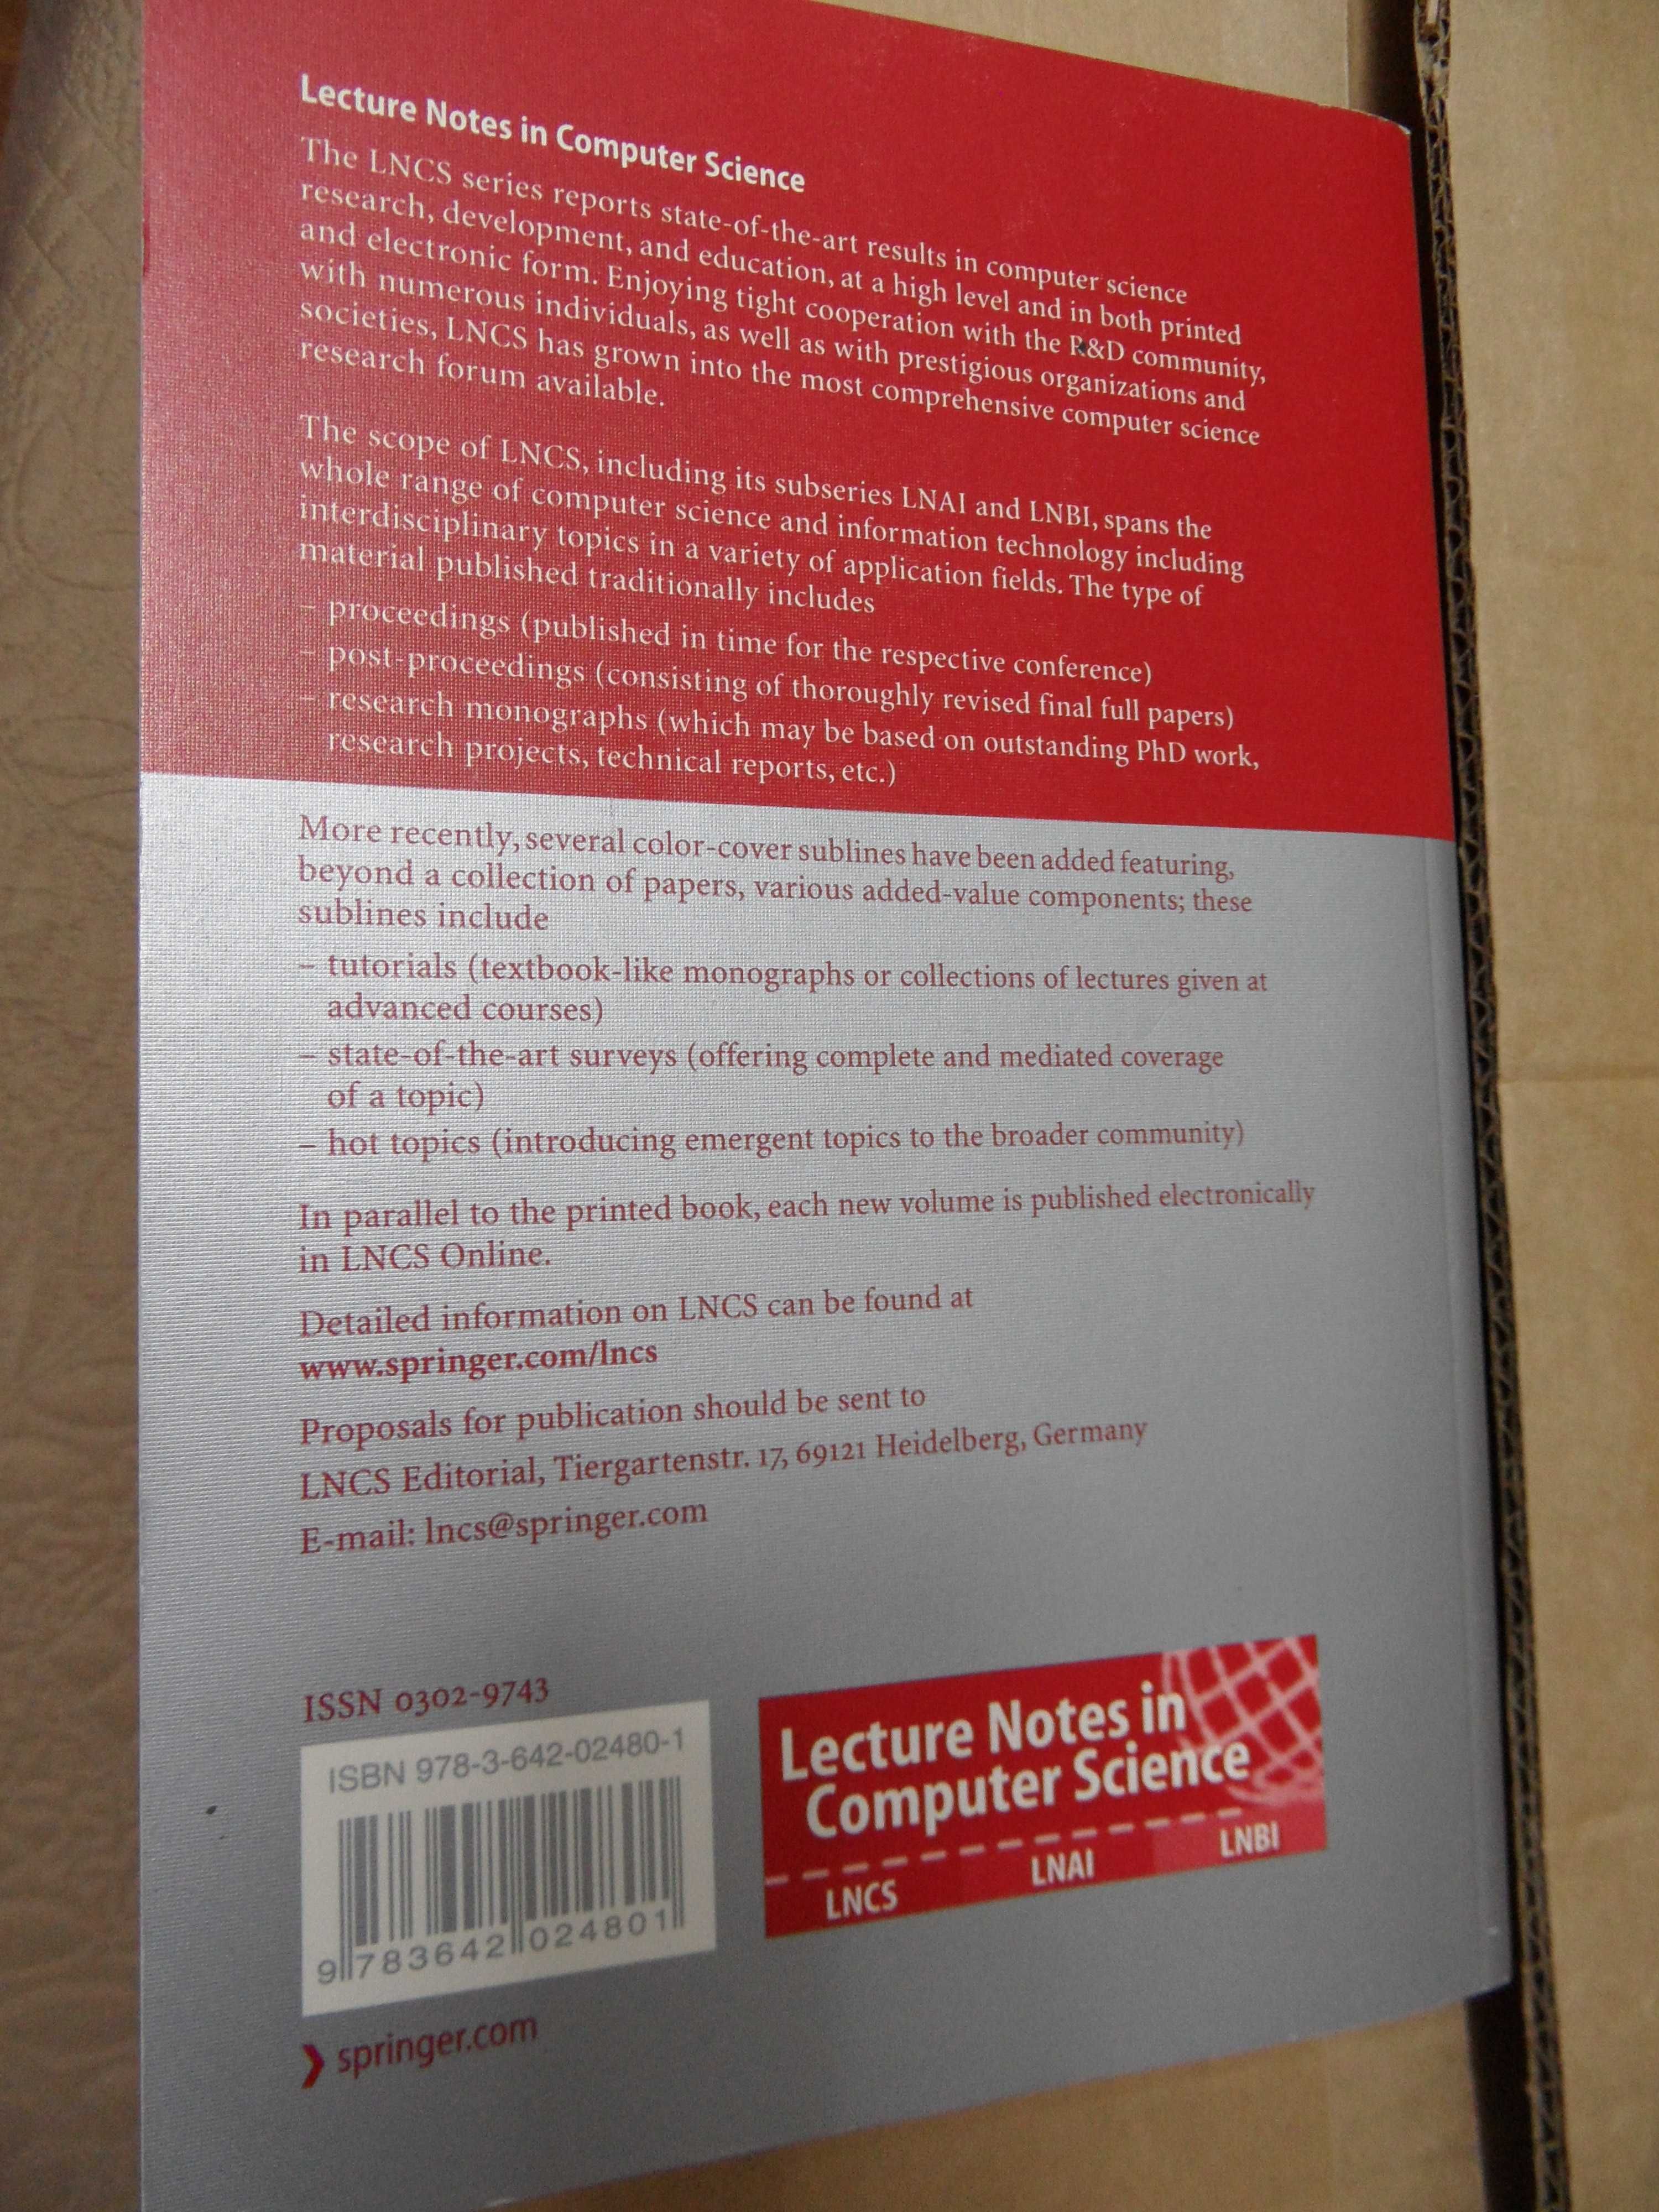 Lecture Notes in Computer Science
The LNCS series reports state-of-the-art results in computer science
research, development, and education, at a high level and in both printed
and electronic form. Enjoying tight cooperation with the R&D community,
with numerous individuals, as well as with prestigious organizations and
societies, LNCS has grown into the most comprehensive computer science
research forum available.
The scope of LNCS, including its subseries LNAI and LNBI, spans the
whole range of computer science and information technology including
interdisciplinary topics in a variety of application fields. The type of
material published traditionally includes
– proceedings (published in time for the respective conference)
– post-proceedings (consisting of thoroughly revised final full papers)
– research monographs (which may be based on outstanding PhD work,
research projects, technical reports, etc.)
More recently, several color-cover sublines have been added featuring,
beyond a collection of papers, various added-value components; these
sublines include
– tutorials (textbook-like monographs or collections of lectures given at
advanced courses)
– state-of-the-art surveys (offering complete and mediated coverage
of a topic)
– hot topics (introducing emergent topics to the broader community)
In parallel to the printed book, each new volume is published electronically
in LNCS Online.
Detailed information on LNCS can be found at
www.springer.com/lncs
Proposals for publication should be sent to
LNCS Editorial, Tiergartenstr. 17, 69121 Heidelberg, Germany
E-mail: lncs@springer.com
ISSN 0302-9743
ISBN 978-3-642-02480-1
9 783642 024801
Lecture Notes in
Computer Science
LNCS LNAI LNBI
springer.com